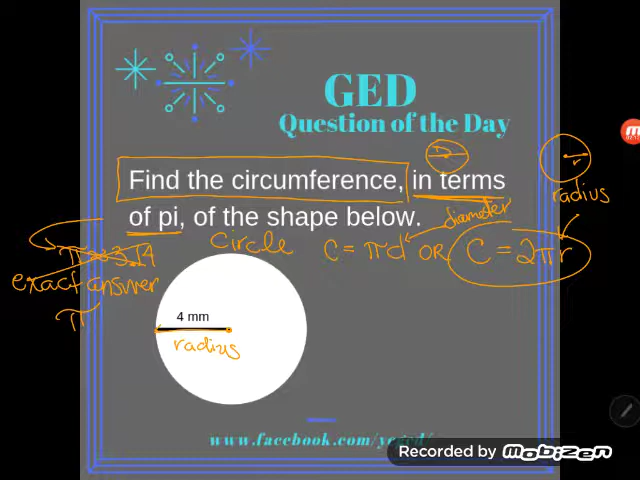 GED
Question of the Day
D
r
Find the circumference, in terms
radius
of pi, of the shape below.
diameter
circle
C = πd OR C = 2πr
π ≈ 3.14
exact answer
π
4 mm
radius
www.facebook.com/yeged/
Recorded by MOBIZEN